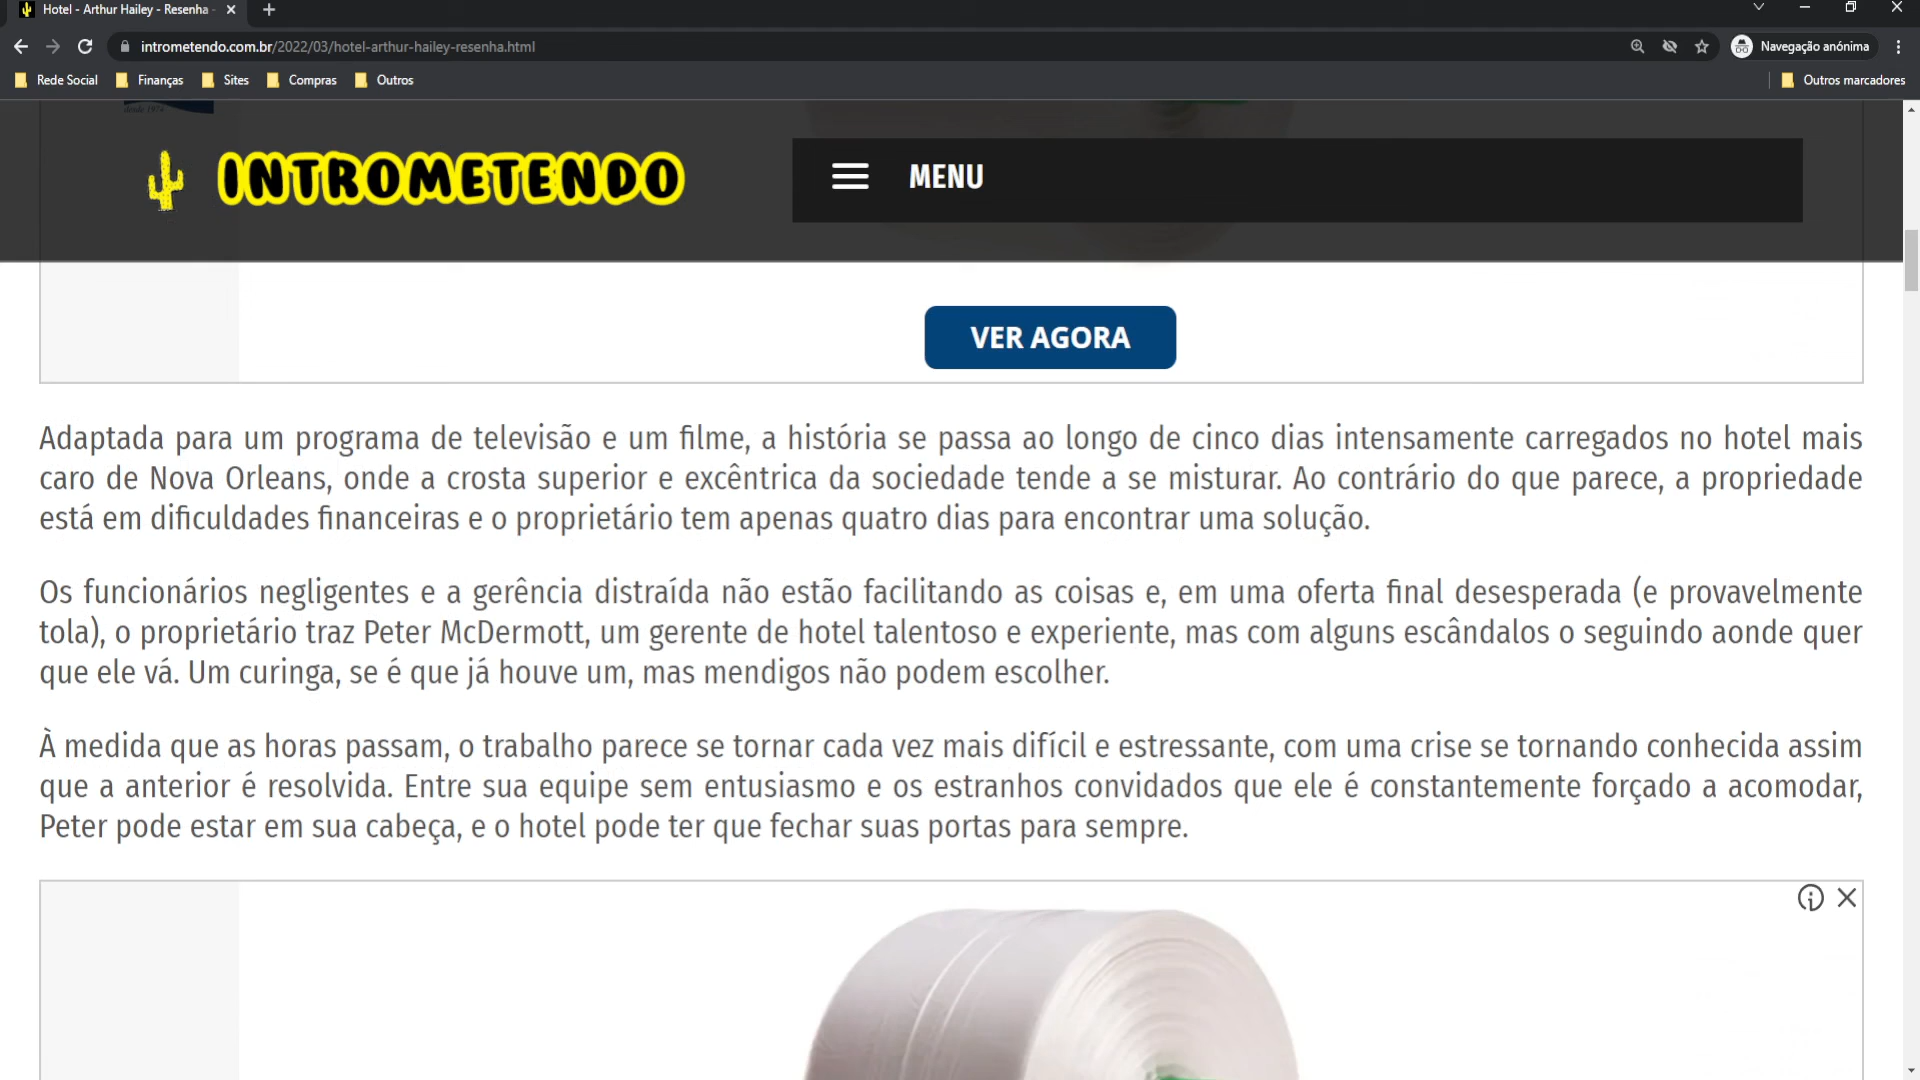 Hotel - Arthur Hailey - Resenha -
intrometendo.com.br/2022/03/hotel-arthur-hailey-resenha.html
Navegação anónima
Rede Social
Finanças
Sites
Compras
Outros
Outros marcadores
desde 1974
INTROMETENDO
MENU
VER AGORA
Adaptada para um programa de televisão e um filme, a história se passa ao longo de cinco dias intensamente carregados no hotel mais
caro de Nova Orleans, onde a crosta superior e excêntrica da sociedade tende a se misturar. Ao contrário do que parece, a propriedade
está em dificuldades financeiras e o proprietário tem apenas quatro dias para encontrar uma solução.
Os funcionários negligentes e a gerência distraída não estão facilitando as coisas e, em uma oferta final desesperada (e provavelmente
tola), o proprietário traz Peter McDermott, um gerente de hotel talentoso e experiente, mas com alguns escândalos o seguindo aonde quer
que ele vá. Um curinga, se é que já houve um, mas mendigos não podem escolher.
À medida que as horas passam, o trabalho parece se tornar cada vez mais difícil e estressante, com uma crise se tornando conhecida assim
que a anterior é resolvida. Entre sua equipe sem entusiasmo e os estranhos convidados que ele é constantemente forçado a acomodar,
Peter pode estar em sua cabeça, e o hotel pode ter que fechar suas portas para sempre.